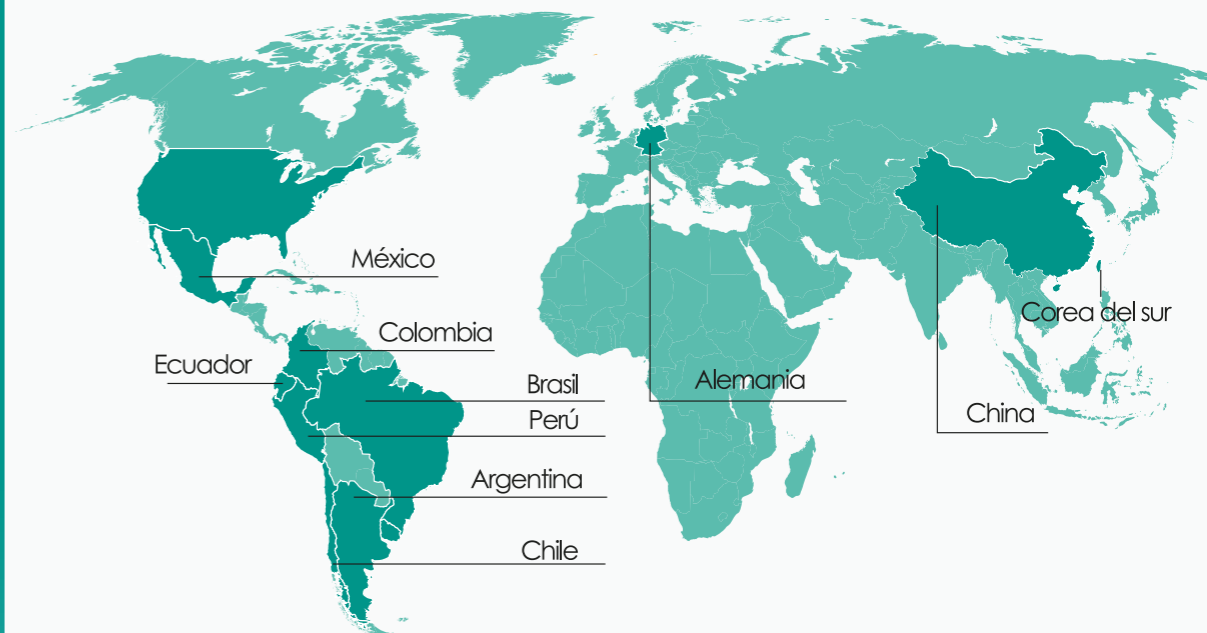 México
Colombia
Ecuador
Brasil
Perú
Argentina
Chile
Alemania
Corea del sur
China